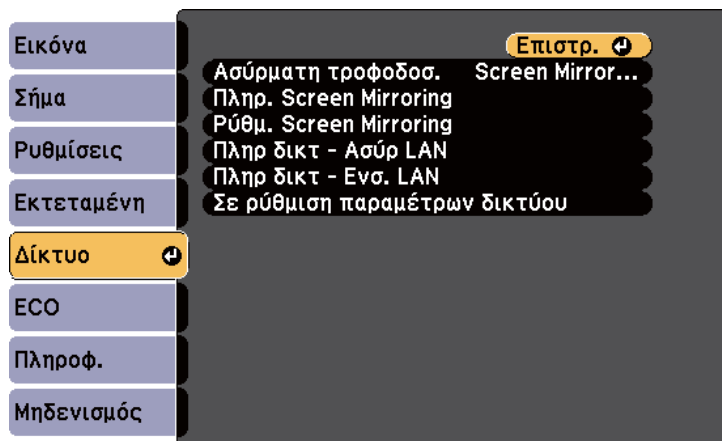 Εικόνα
Σήμα
Ρυθμίσεις
Εκτεταμένη
Δίκτυο
ECO
Πληροφ.
Μηδενισμός
Επιστρ.
Ασύρματη τροφοδοσ. Screen Mirror...
Πληρ. Screen Mirroring
Ρύθμ. Screen Mirroring
Πληρ δικτ - Ασύρ LAN
Πληρ δικτ - Ενσ. LAN
Σε ρύθμιση παραμέτρων δικτύου